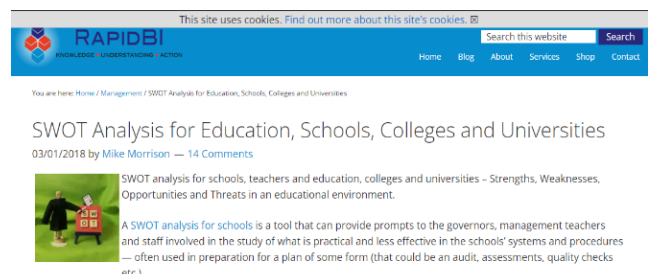 This site uses cookies. Find out more about this site's cookies. ☒
RAPIDBI
KNOWLEDGE UNDERSTANDING ACTION
Search this website
Search
Home Blog About Services Shop Contact
You are here: Home / Management / SWOT Analysis for Education, Schools, Colleges and Universities
SWOT Analysis for Education, Schools, Colleges and Universities
03/01/2018 by Mike Morrison — 14 Comments
SWOT analysis for schools, teachers and education, colleges and universities – Strengths, Weaknesses,
Opportunities and Threats in an educational environment.
S W
O T
A SWOT analysis for schools is a tool that can provide prompts to the governors, management teachers
and staff involved in the study of what is practical and less effective in the schools' systems and procedures
— often used in preparation for a plan of some form (that could be an audit, assessments, quality checks
etc.)